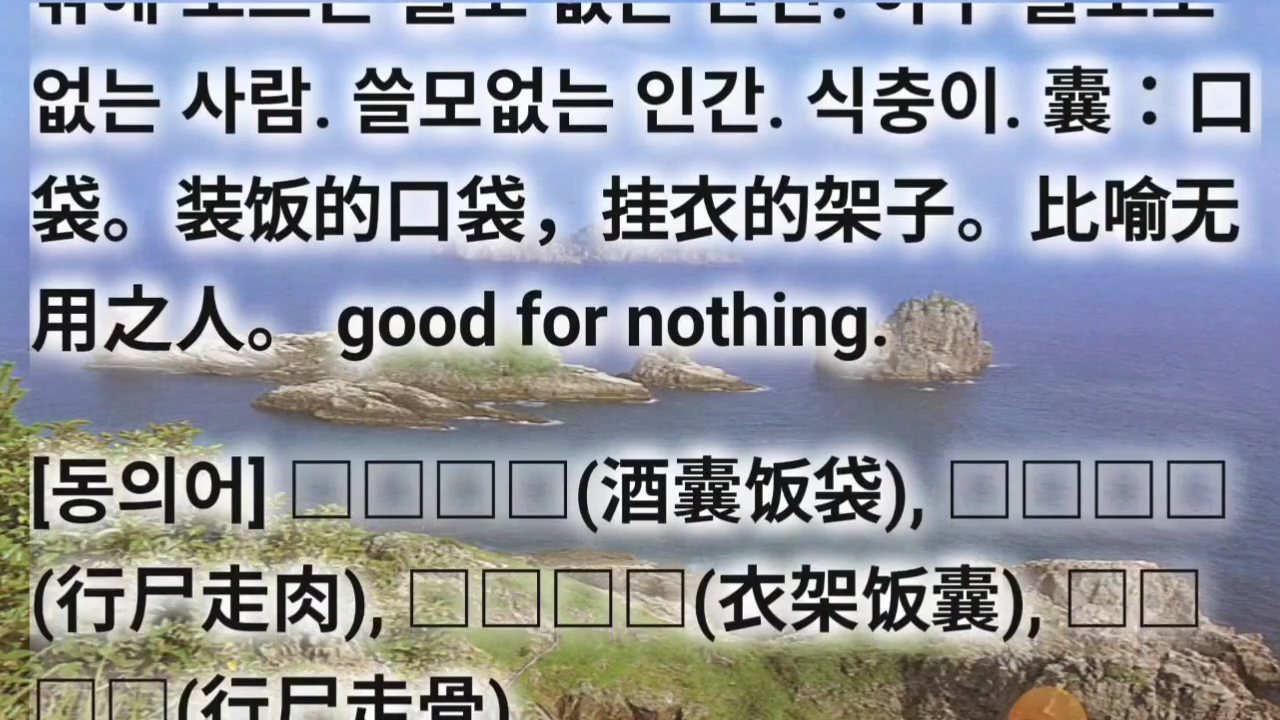 없는 사람. 쓸모없는 인간. 식충이. 囊：口
袋。装饭的口袋，挂衣的架子。比喻无
用之人。 good for nothing.
[동의어] □□□□(酒囊饭袋), □□□□
(行尸走肉), □□□□(衣架饭囊), □□
□□(行尸走骨)